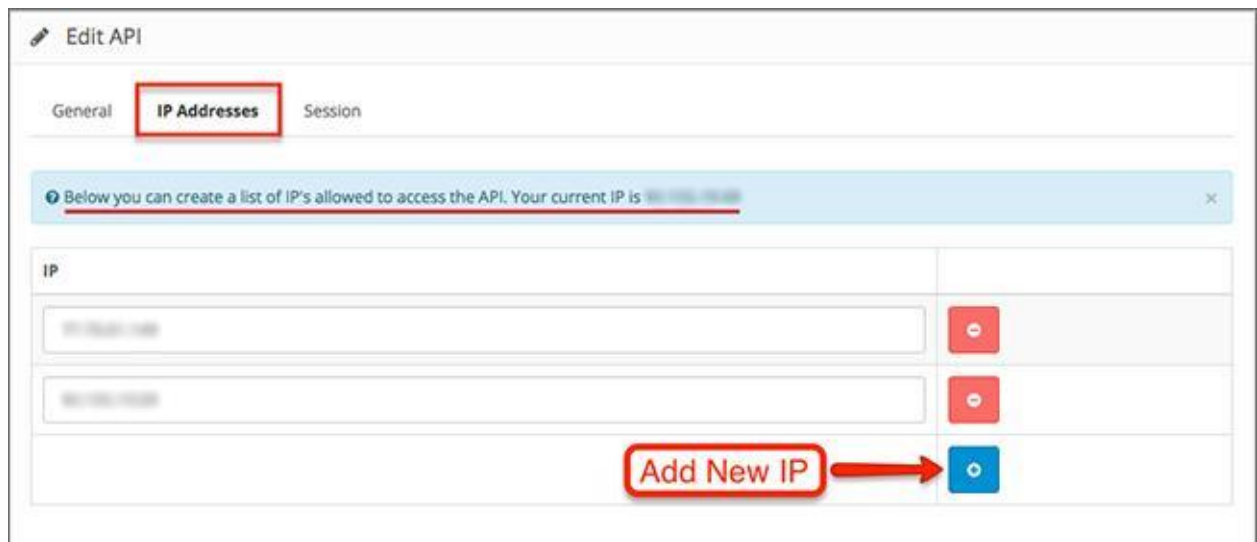 Edit API
General IP Addresses Session
Below you can create a list of IP's allowed to access the API. Your current IP is
IP
Add New IP